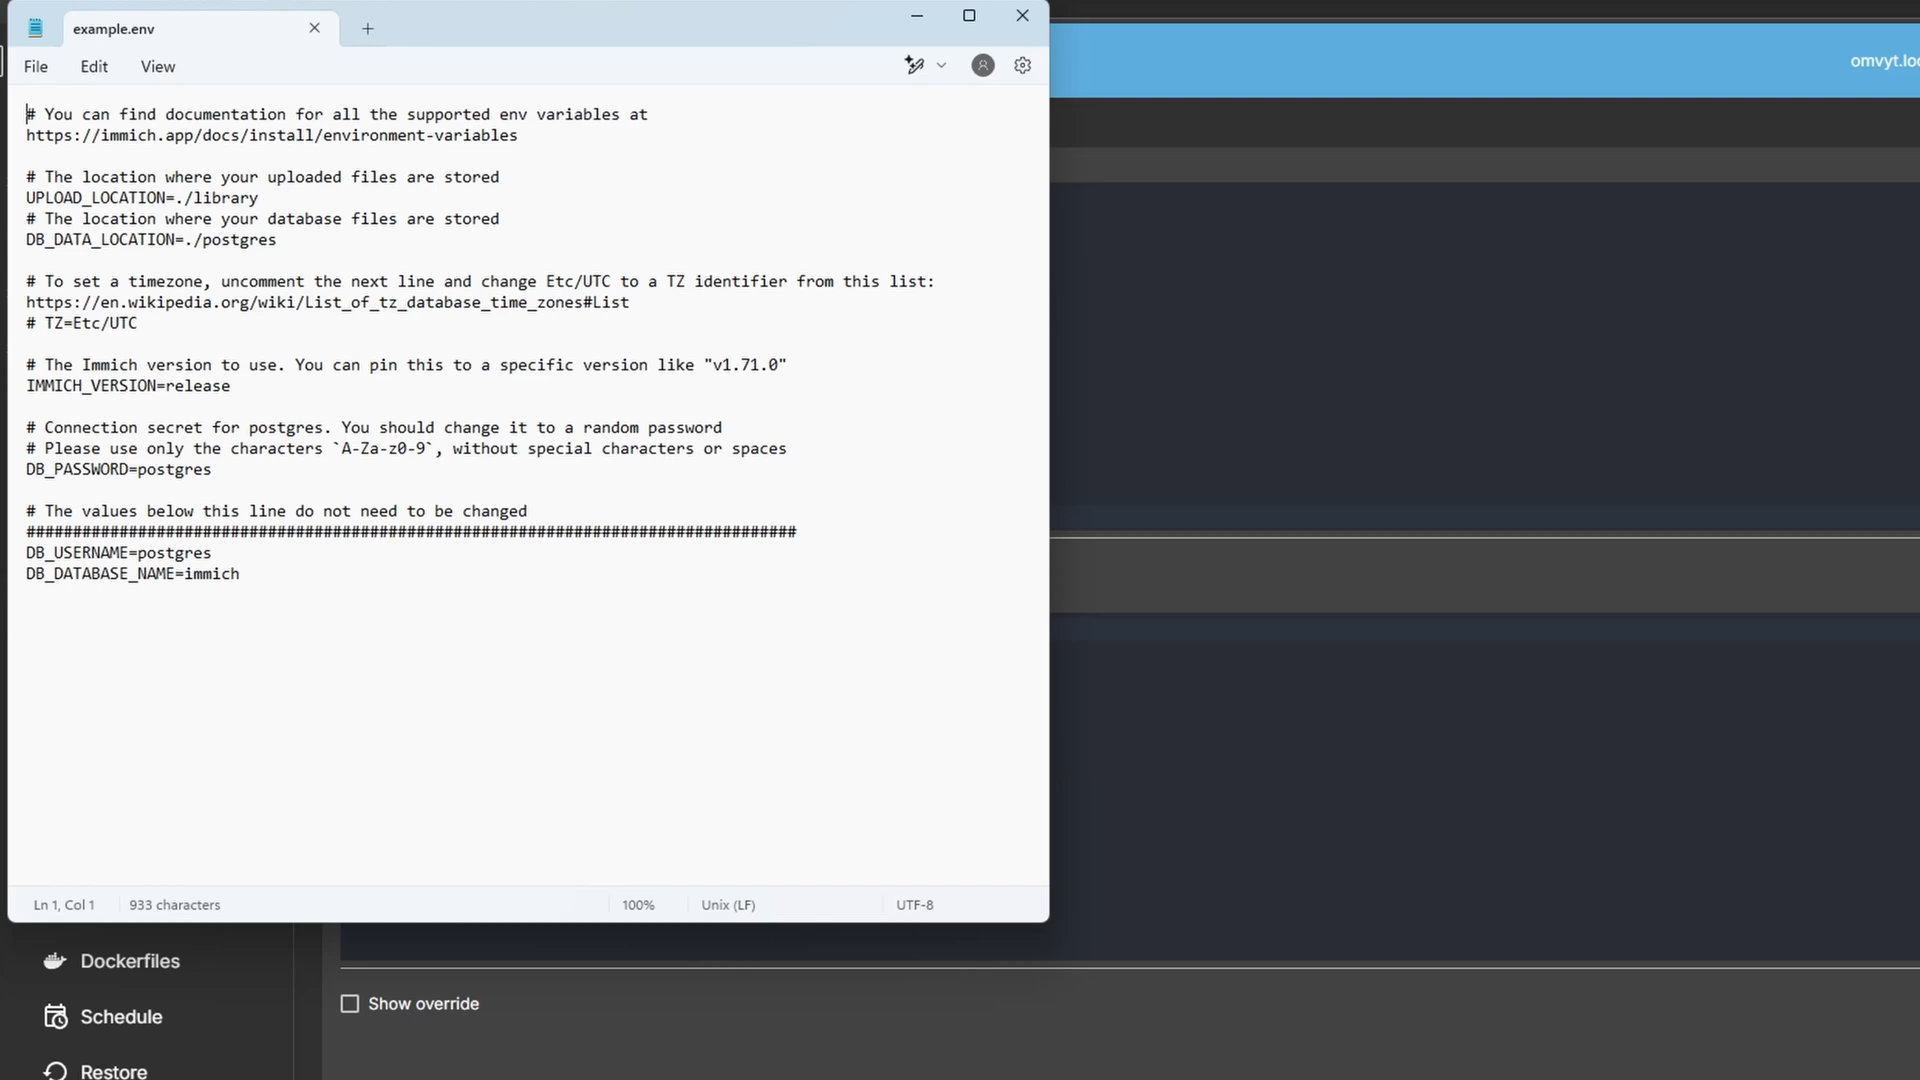 example.env
File Edit View
omvyt.loc
# You can find documentation for all the supported env variables at
https://immich.app/docs/install/environment-variables
# The location where your uploaded files are stored
UPLOAD_LOCATION=./library
# The location where your database files are stored
DB_DATA_LOCATION=./postgres
# To set a timezone, uncomment the next line and change Etc/UTC to a TZ identifier from this list:
https://en.wikipedia.org/wiki/List_of_tz_database_time_zones#List
# TZ=Etc/UTC
# The Immich version to use. You can pin this to a specific version like "v1.71.0"
IMMICH_VERSION=release
# Connection secret for postgres. You should change it to a random password
# Please use only the characters `A-Za-z0-9`, without special characters or spaces
DB_PASSWORD=postgres
# The values below this line do not need to be changed
###################################################################################
DB_USERNAME=postgres
DB_DATABASE_NAME=immich
Ln 1, Col 1 933 characters 100% Unix (LF) UTF-8
Dockerfiles
Show override
Schedule
Restore